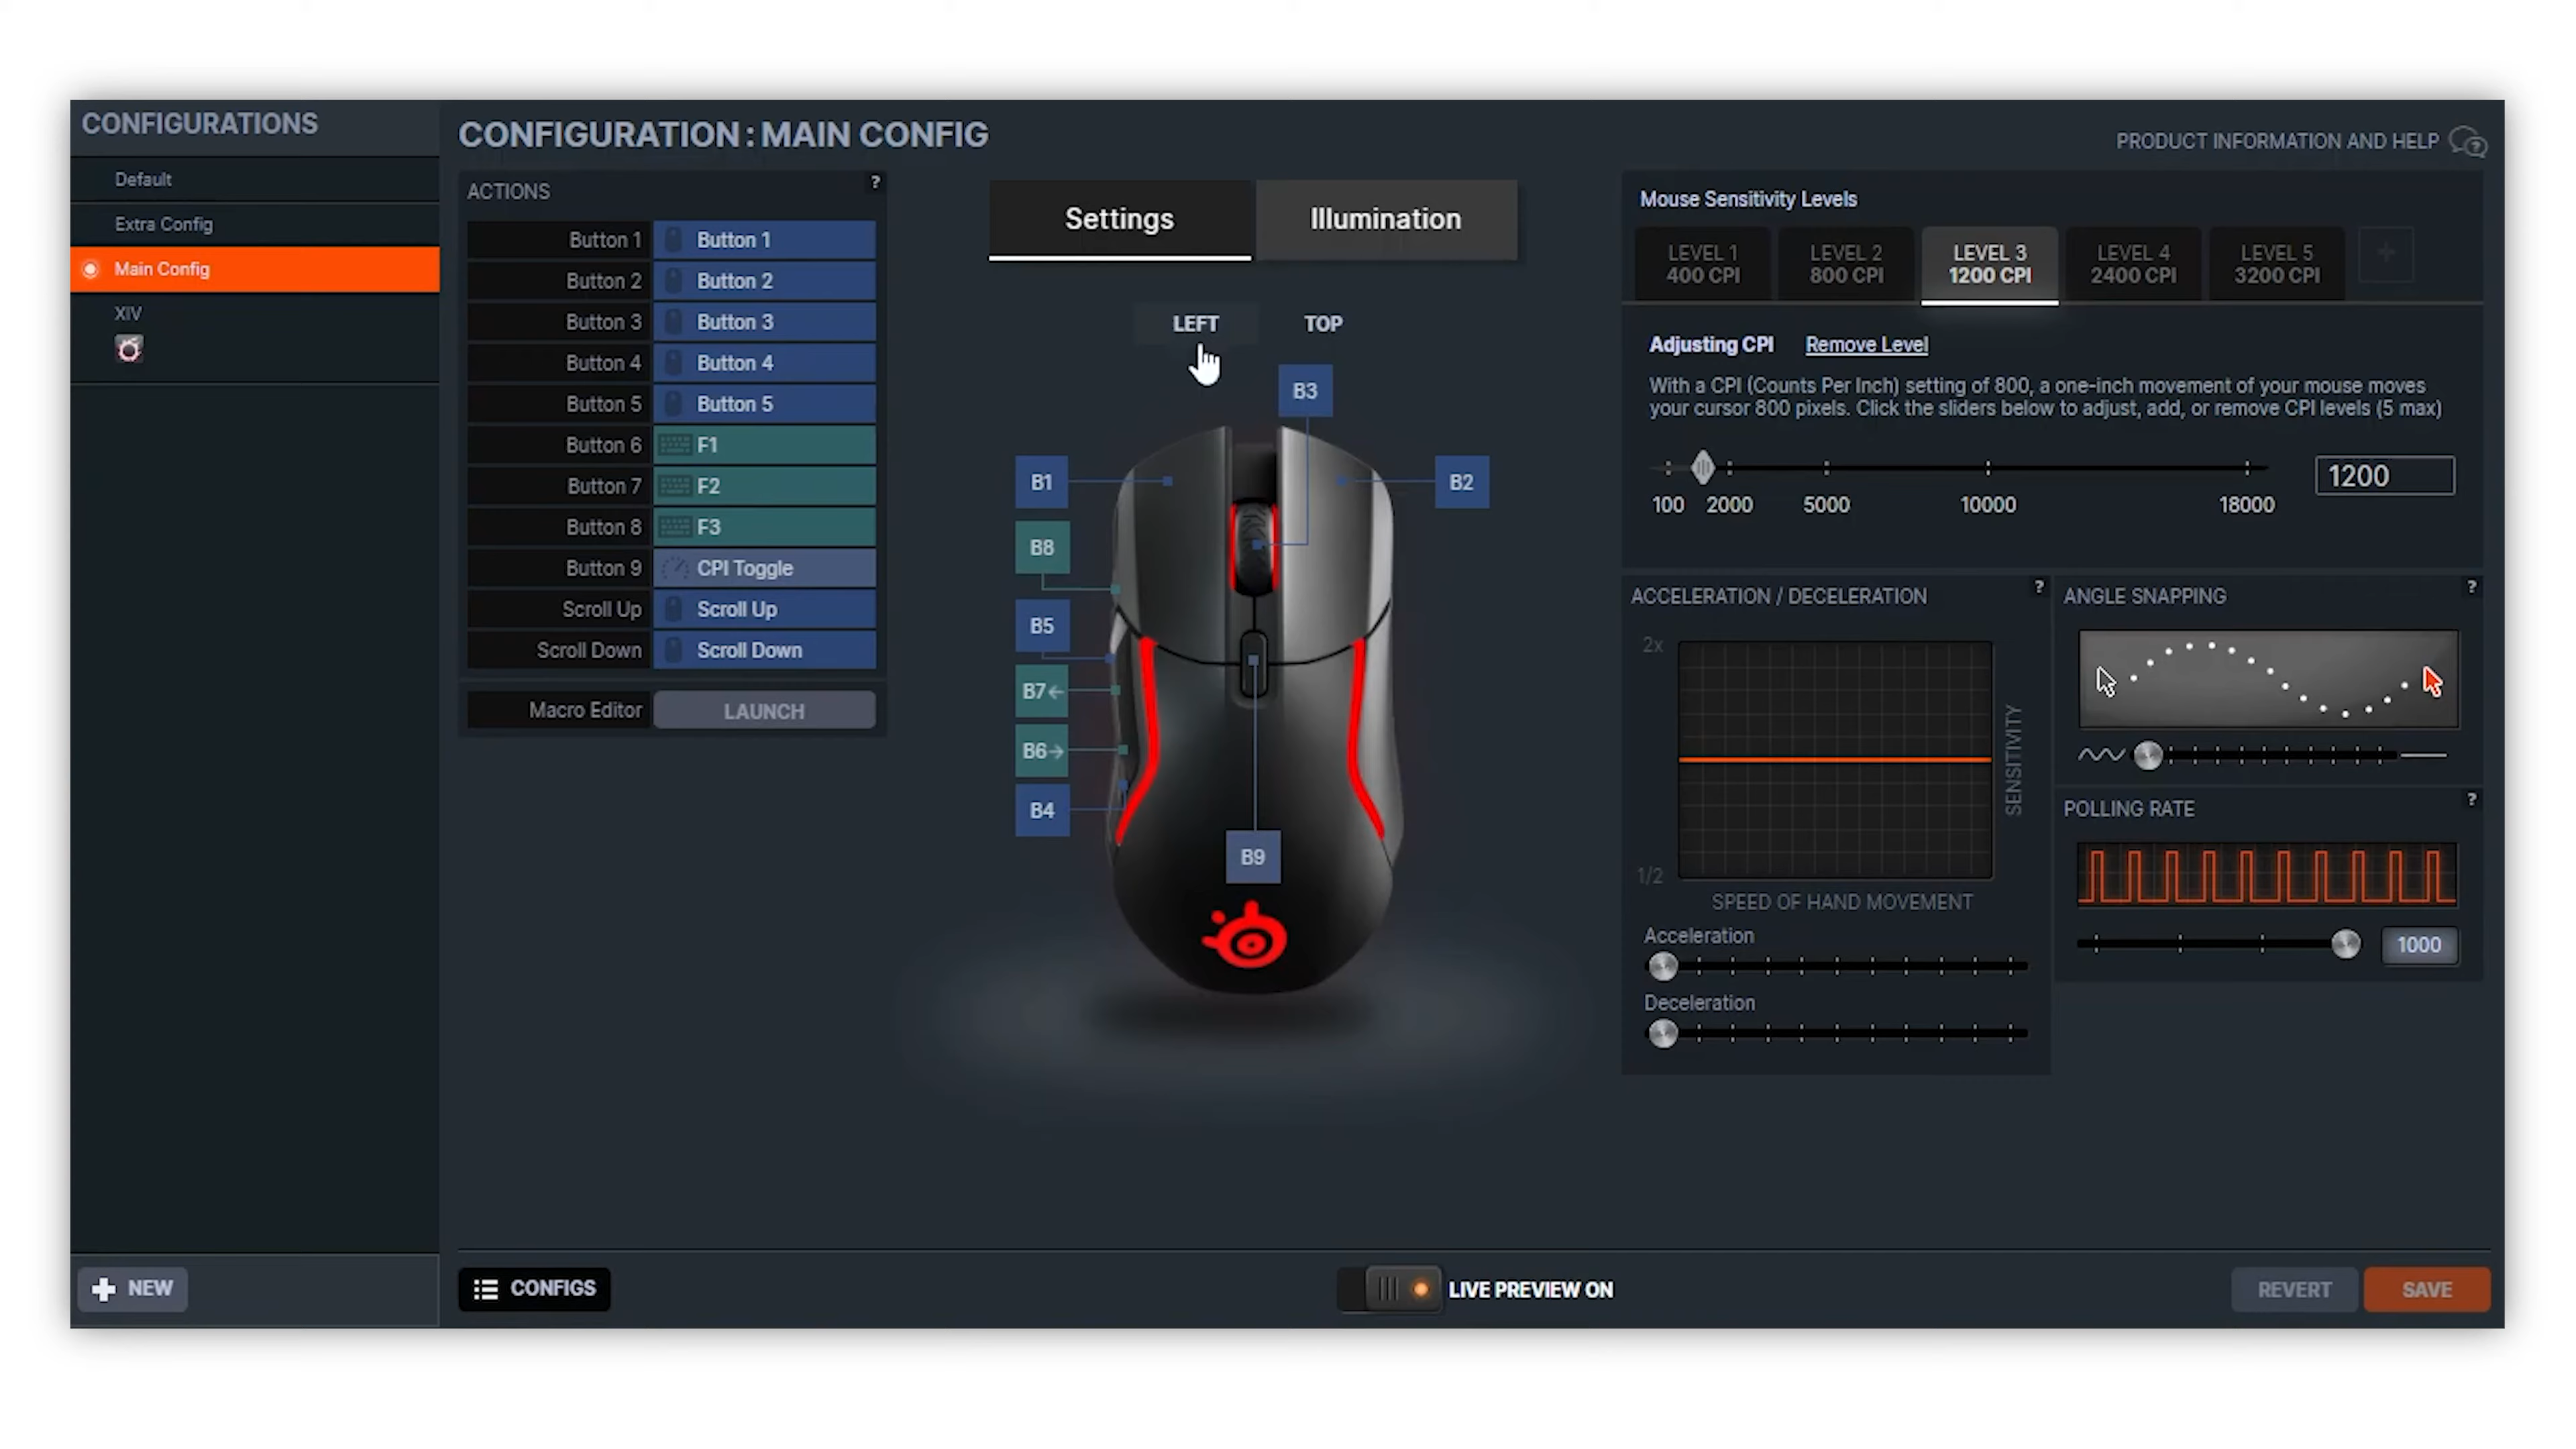 CONFIGURATIONS
Default
Extra Config
Main Config
XIV
NEW
CONFIGURATION : MAIN CONFIG
PRODUCT INFORMATION AND HELP
ACTIONS ?
Button 1 Button 1
Button 2 Button 2
Button 3 Button 3
Button 4 Button 4
Button 5 Button 5
Button 6 F1
Button 7 F2
Button 8 F3
Button 9 CPI Toggle
Scroll Up Scroll Up
Scroll Down Scroll Down
Macro Editor LAUNCH
Settings Illumination
LEFT TOP
B3
B1 B2
B8
B5
B7←
B6→
B4
B9
Mouse Sensitivity Levels
LEVEL 1 LEVEL 2 LEVEL 3 LEVEL 4 LEVEL 5 +
400 CPI 800 CPI 1200 CPI 2400 CPI 3200 CPI
Adjusting CPI Remove Level
With a CPI (Counts Per Inch) setting of 800, a one-inch movement of your mouse moves
your cursor 800 pixels. Click the sliders below to adjust, add, or remove CPI levels (5 max)
1200
100 2000 5000 10000 18000
ACCELERATION / DECELERATION ?
2x
SENSITIVITY
1/2
SPEED OF HAND MOVEMENT
Acceleration
Deceleration
ANGLE SNAPPING ?
POLLING RATE ?
1000
CONFIGS
LIVE PREVIEW ON
REVERT SAVE